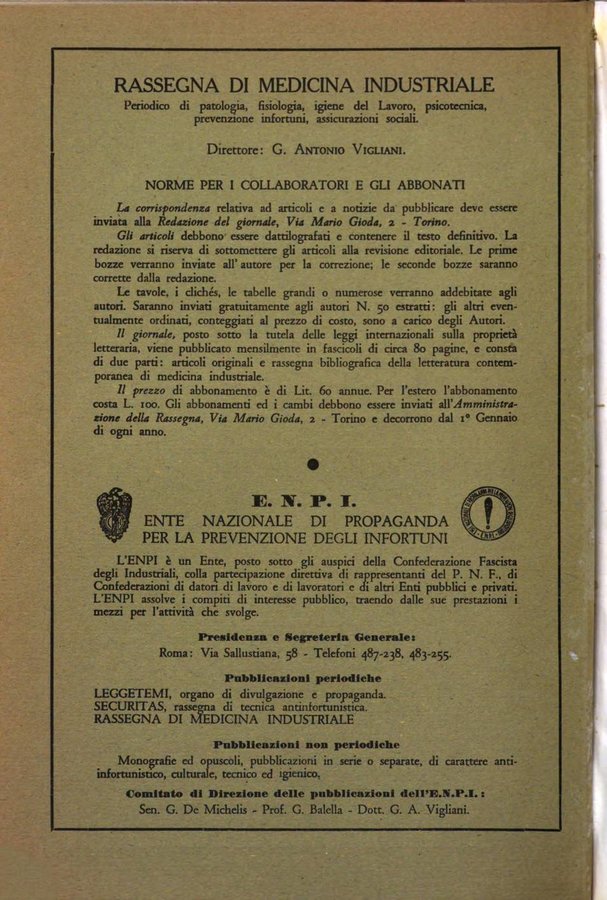 RASSEGNA DI MEDICINA INDUSTRIALE
Periodico di patologia, fisiologia, igiene del Lavoro, psicotecnica,
prevenzione infortuni, assicurazioni sociali.
Direttore: G. ANTONIO VIGLIANI.
NORME PER I COLLABORATORI E GLI ABBONATI
La corrispondenza relativa ad articoli e a notizie da pubblicare deve essere
inviata alla Redazione del giornale, Via Mario Gioda, 2 - Torino.
Gli articoli debbono essere dattilografati e contenere il testo definitivo. La
redazione si riserva di sottomettere gli articoli alla revisione editoriale. Le prime
bozze verranno inviate all'autore per la correzione; le seconde bozze saranno
corrette dalla redazione.
Le tavole, i clichés, le tabelle grandi o numerose verranno addebitate agli
autori. Saranno inviati gratuitamente agli autori N. 50 estratti: gli altri even-
tualmente ordinati, conteggiati al prezzo di costo, sono a carico degli Autori.
Il giornale, posto sotto la tutela delle leggi internazionali sulla proprietà
letteraria, viene pubblicato mensilmente in fascicoli di circa 80 pagine, e consta
di due parti: articoli originali e rassegna bibliografica della letteratura contem-
poranea di medicina industriale.
Il prezzo di abbonamento è di Lit. 60 annue. Per l'estero l'abbonamento
costa L. 100. Gli abbonamenti ed i cambi debbono essere inviati all'Amministra-
zione della Rassegna, Via Mario Gioda, 2 - Torino e decorrono dal 1° Gennaio
di ogni anno.
E. N. P. I.
ENTE NAZIONALE DI PROPAGANDA
PER LA PREVENZIONE DEGLI INFORTUNI
L'ENPI è un Ente, posto sotto gli auspici della Confederazione Fascista
degli Industriali, colla partecipazione direttiva di rappresentanti del P. N. F., di
Confederazioni di datori di lavoro e di lavoratori e di altri Enti pubblici e privati.
L'ENPI assolve i compiti di interesse pubblico, traendo dalle sue prestazioni i
mezzi per l'attività che svolge.
Presidenza e Segreteria Generale:
Roma: Via Sallustiana, 58 - Telefoni 487-238, 483-255.
Pubblicazioni periodiche
LEGGETEMI, organo di divulgazione e propaganda.
SECURITAS, rassegna di tecnica antinfortunistica.
RASSEGNA DI MEDICINA INDUSTRIALE
Pubblicazioni non periodiche
Monografie ed opuscoli, pubblicazioni in serie o separate, di carattere anti-
infortunistico, culturale, tecnico ed igienico.
Comitato di Direzione delle pubblicazioni dell'E.N.P.I.:
Sen. G. De Michelis - Prof. G. Balella - Dott. G. A. Vigliani.